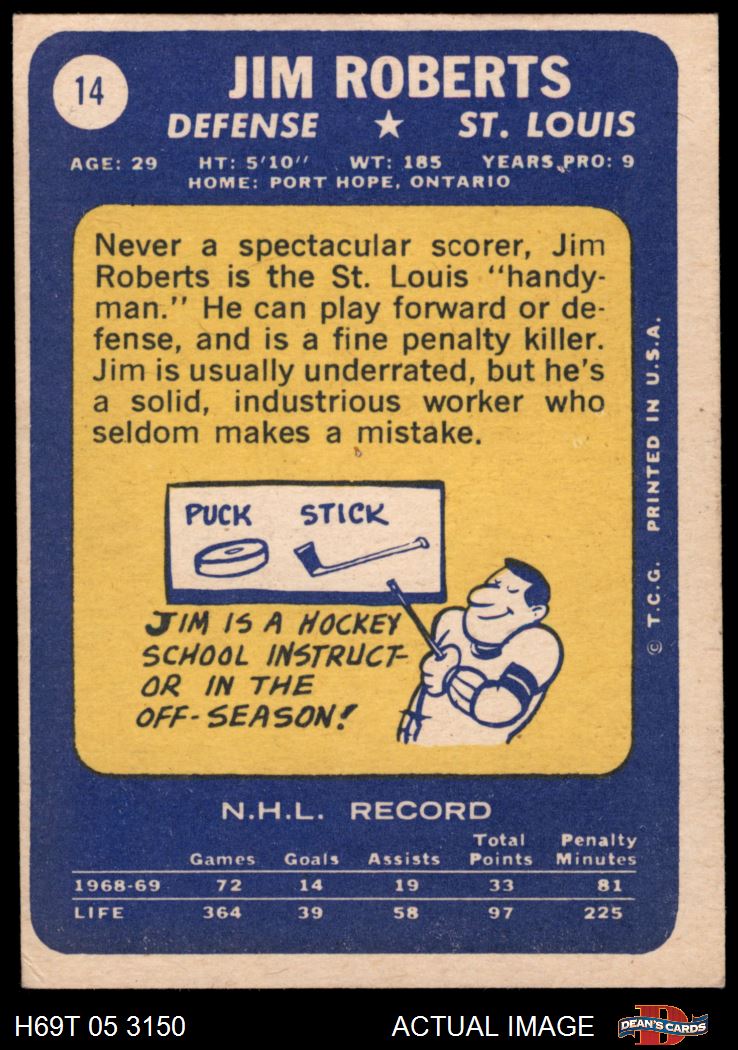 14
JIM ROBERTS
DEFENSE ★ ST. LOUIS
AGE: 29 HT: 5'10" WT: 185 YEARS PRO: 9
HOME: PORT HOPE, ONTARIO
Never a spectacular scorer, Jim
Roberts is the St. Louis "handy-
man." He can play forward or de-
fense, and is a fine penalty killer.
Jim is usually underrated, but he's
a solid, industrious worker who
seldom makes a mistake.
PUCK STICK
JIM IS A HOCKEY
SCHOOL INSTRUCT-
OR IN THE
OFF-SEASON!
© T.C.G. PRINTED IN U.S.A.
N.H.L. RECORD
Games Goals Assists Total Points Penalty Minutes
1968-69 72 14 19 33 81
LIFE 364 39 58 97 225
H69T 05 3150 ACTUAL IMAGE
D
DEAN'S CARDS